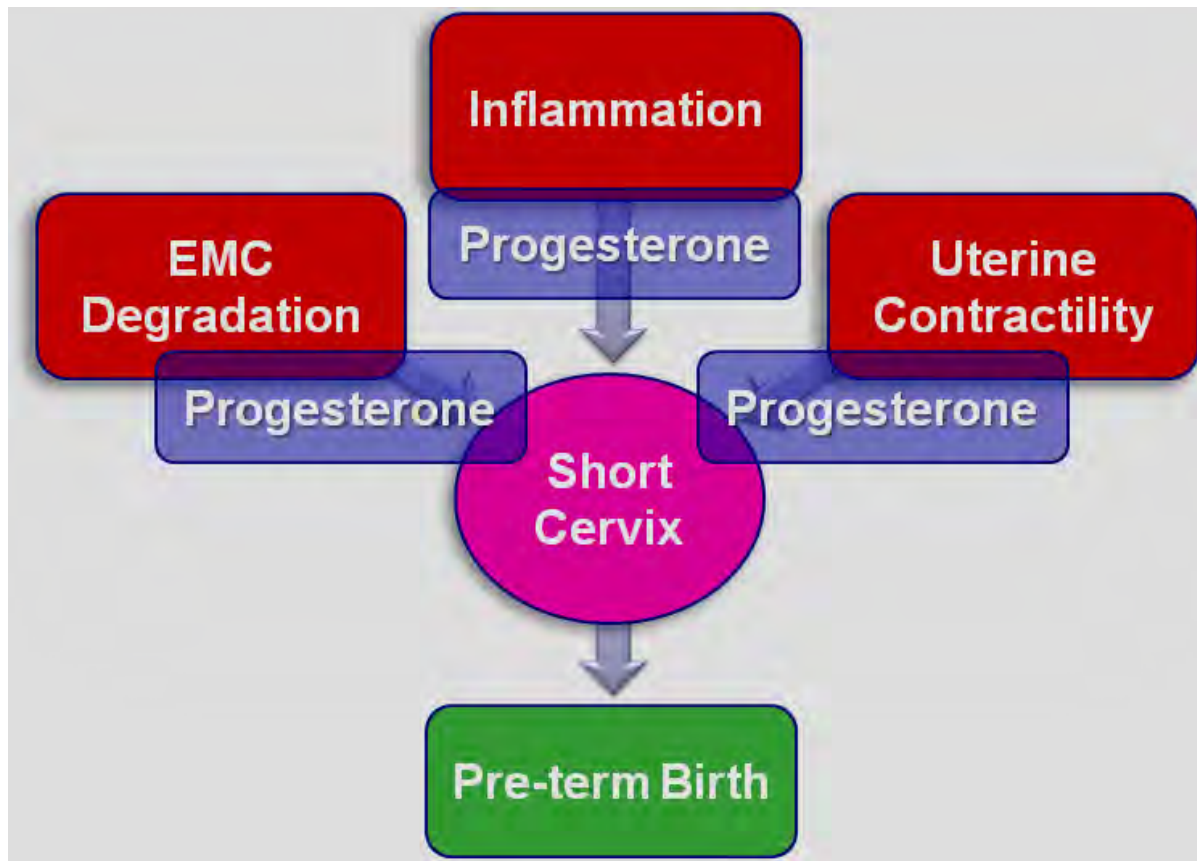 Inflammation
Progesterone
EMC
Degradation
Progesterone
Uterine
Contractility
Progesterone
Short
Cervix
Pre-term Birth